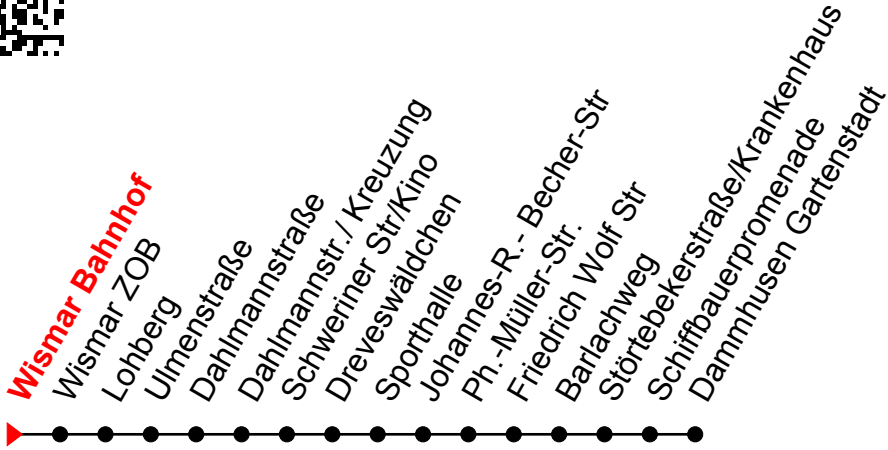 Wismar Bahnhof
Wismar ZOB
Lohberg
Ulmenstraße
Dahlmannstraße
Dahlmannstr./ Kreuzung
Schweriner Str/Kino
Dreveswäldchen
Sporthalle
Johannes-R.- Becher-Str
Ph.-Müller-Str.
Friedrich Wolf Str
Barlachweg
Störtebekerstraße/Krankenhaus
Schiffbauerpromenade
Dammhusen Gartenstadt